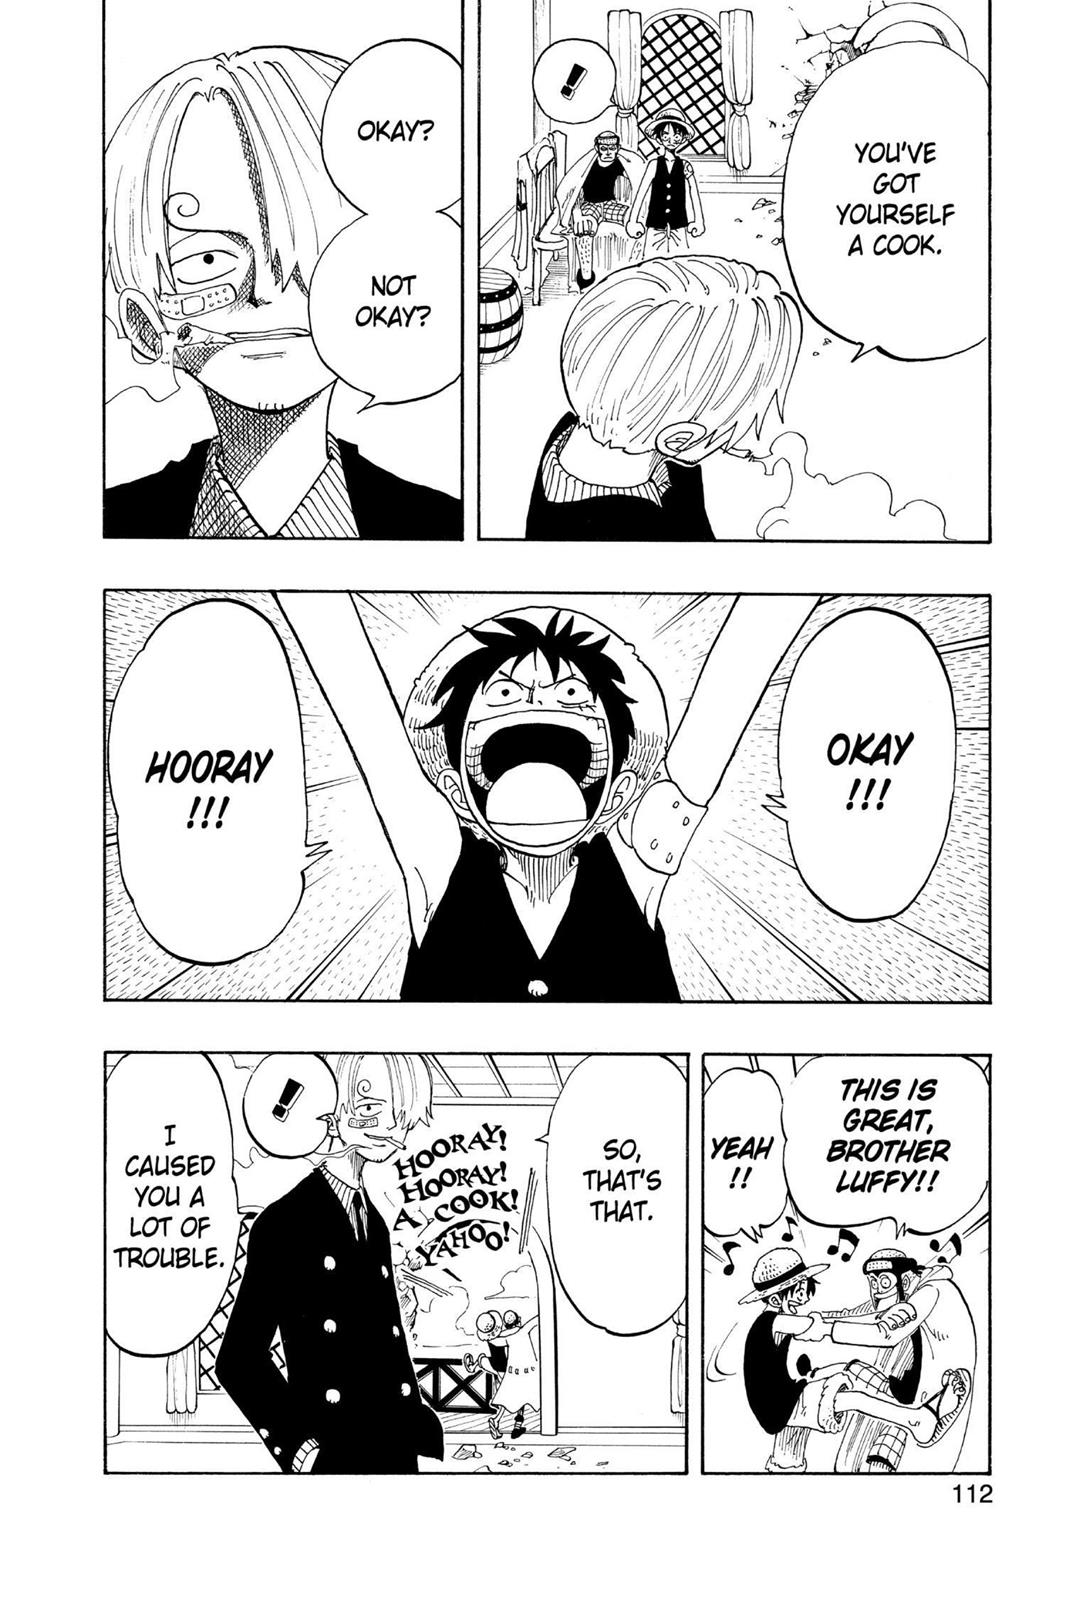 YOU'VE
GOT
YOURSELF
A COOK.
!
OKAY?
NOT
OKAY?
OKAY
!!!
HOORAY
!!!
THIS IS
GREAT,
BROTHER
LUFFY!!
YEAH
!!
SO,
THAT'S
THAT.
HOORAY!
HOORAY!
A COOK!
YAHOO!
!
I
CAUSED
YOU A
LOT OF
TROUBLE.
112